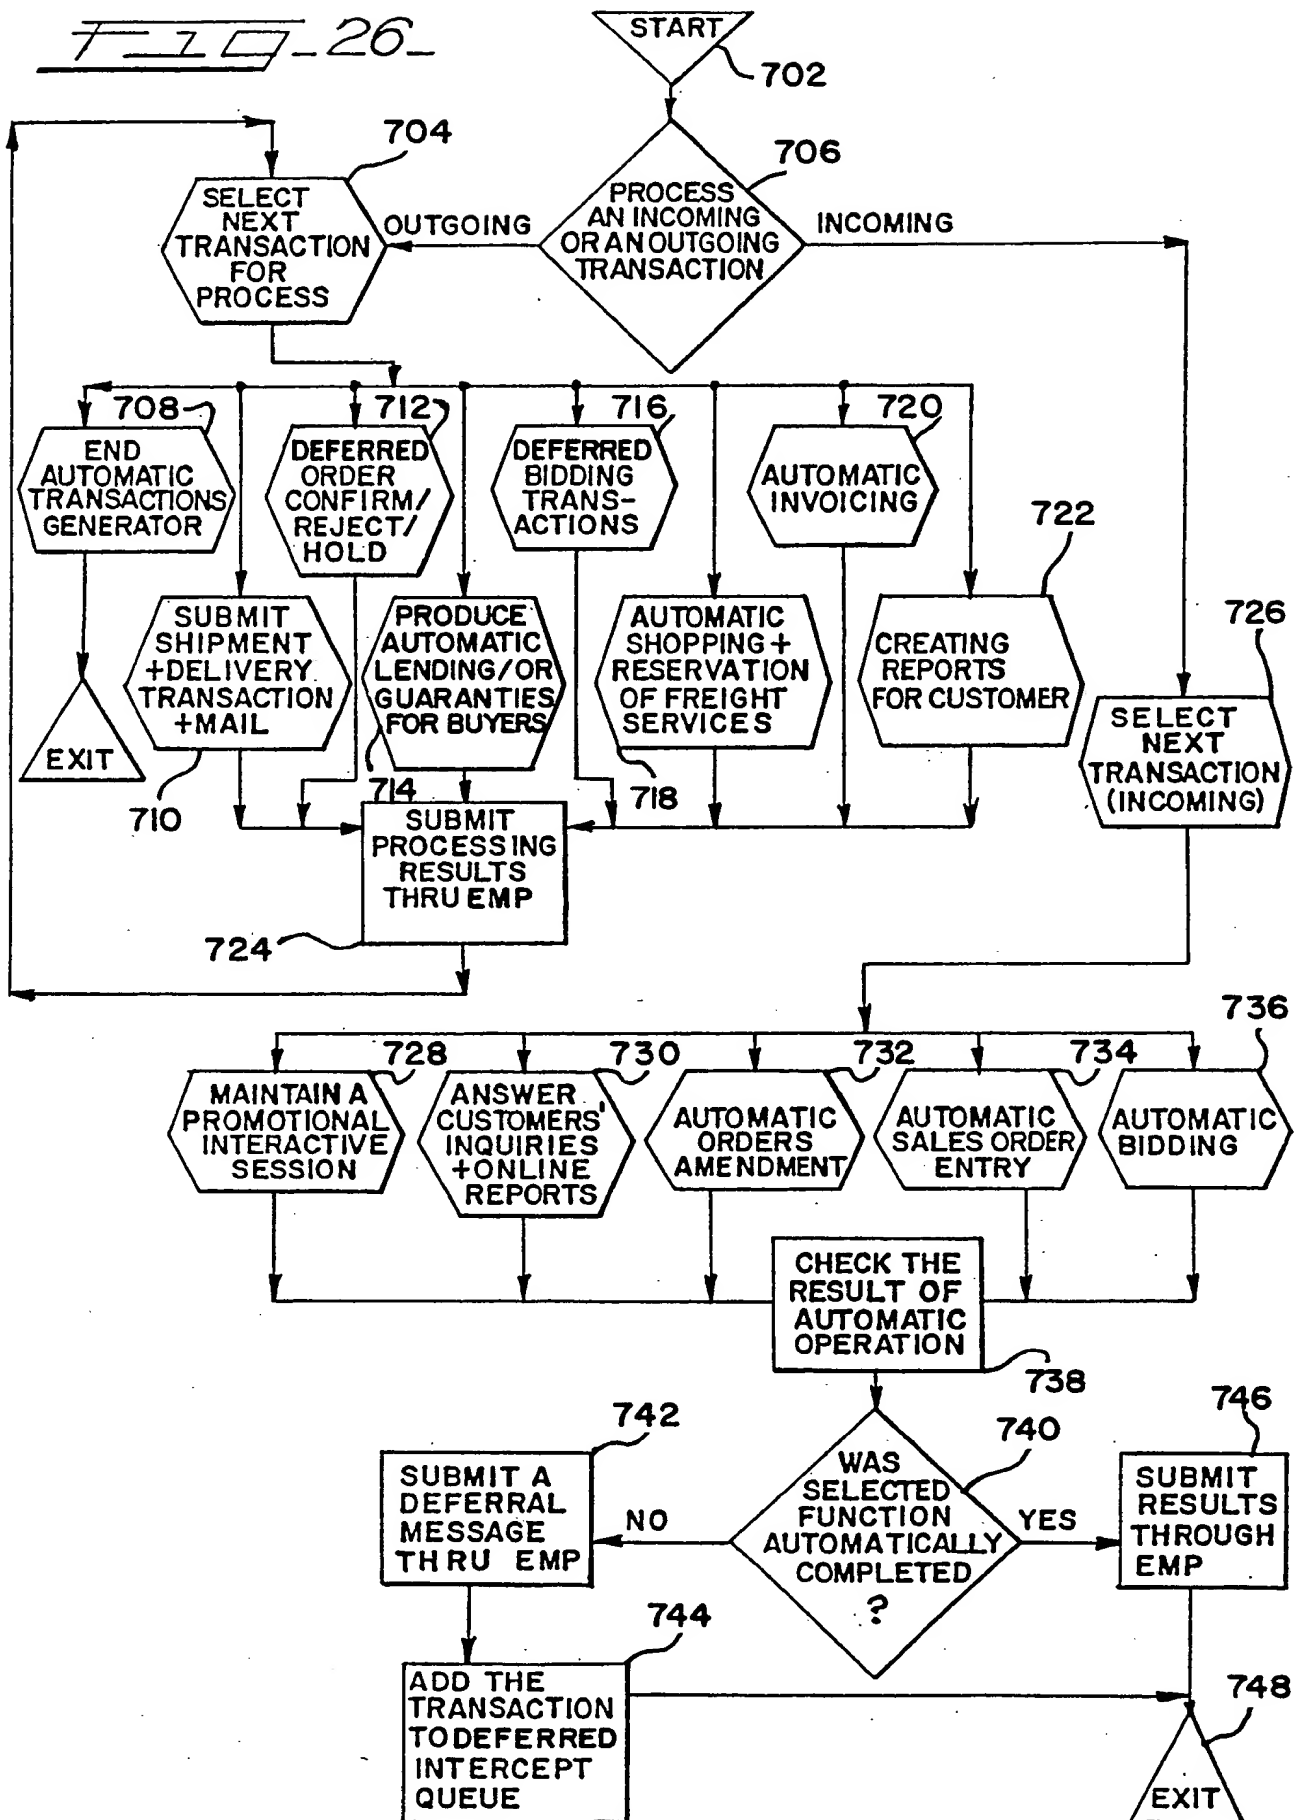 FIG-26-
START
702
704
706
SELECT
NEXT
TRANSACTION
FOR
PROCESS
OUTGOING
PROCESS
AN INCOMING
OR AN OUTGOING
TRANSACTION
INCOMING
708
712
716
720
END
AUTOMATIC
TRANSACTIONS
GENERATOR
DEFERRED
ORDER
CONFIRM/
REJECT/
HOLD
DEFERRED
BIDDING
TRANS-
ACTIONS
AUTOMATIC
INVOICING
722
726
SUBMIT
SHIPMENT
+DELIVERY
TRANSACTION
+MAIL
PRODUCE
AUTOMATIC
LENDING/OR
GUARANTIES
FOR BUYERS
AUTOMATIC
SHOPPING+
RESERVATION
OF FREIGHT
SERVICES
CREATING
REPORTS
FOR CUSTOMER
SELECT
NEXT
TRANSACTION
(INCOMING)
EXIT
710
714
718
SUBMIT
PROCESSING
RESULTS
THRU EMP
724
728
730
732
734
736
MAINTAIN A
PROMOTIONAL
INTERACTIVE
SESSION
ANSWER
CUSTOMERS'
INQUIRIES
+ONLINE
REPORTS
AUTOMATIC
ORDERS
AMENDMENT
AUTOMATIC
SALES ORDER
ENTRY
AUTOMATIC
BIDDING
CHECK THE
RESULT OF
AUTOMATIC
OPERATION
738
742
740
746
SUBMIT A
DEFERRAL
MESSAGE
THRU EMP
NO
WAS
SELECTED
FUNCTION
AUTOMATICALLY
COMPLETED
?
YES
SUBMIT
RESULTS
THROUGH
EMP
744
748
ADD THE
TRANSACTION
TO DEFERRED
INTERCEPT
QUEUE
EXIT